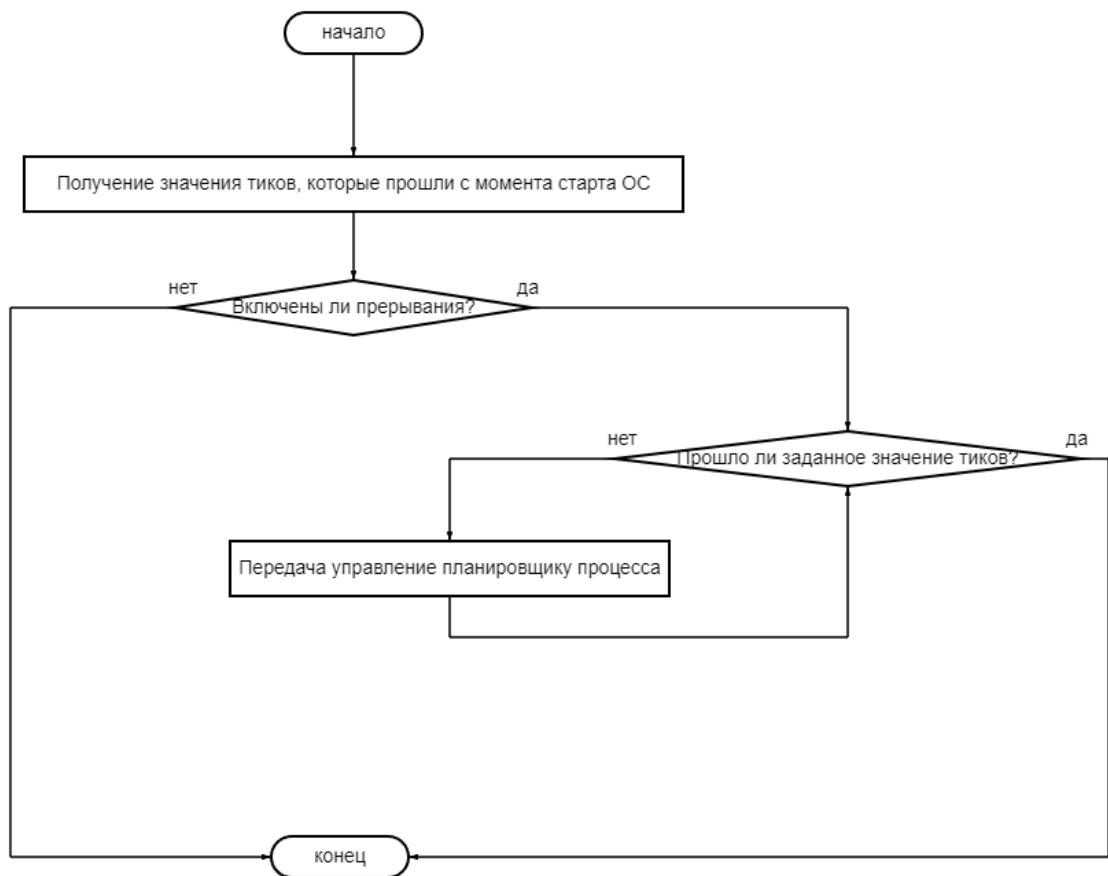 начало
Получение значения тиков, которые прошли с момента старта ОС
нет
да
Включены ли прерывания?
нет
да
Прошло ли заданное значение тиков?
Передача управление планировщику процесса
конец